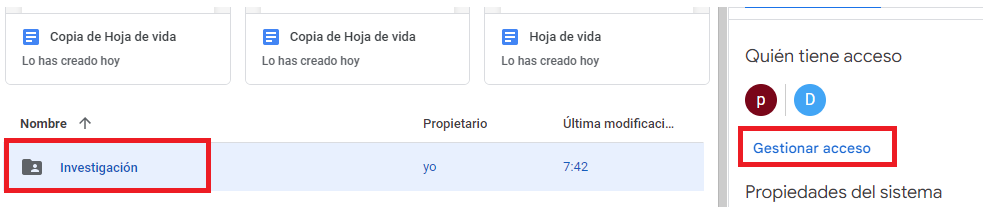 Copia de Hoja de vida
Lo has creado hoy
Copia de Hoja de vida
Lo has creado hoy
Hoja de vida
Lo has creado hoy
Nombre Propietario Última modificaci...
Investigación yo 7:42
Quién tiene acceso
p D
Gestionar acceso
Propiedades del sistema